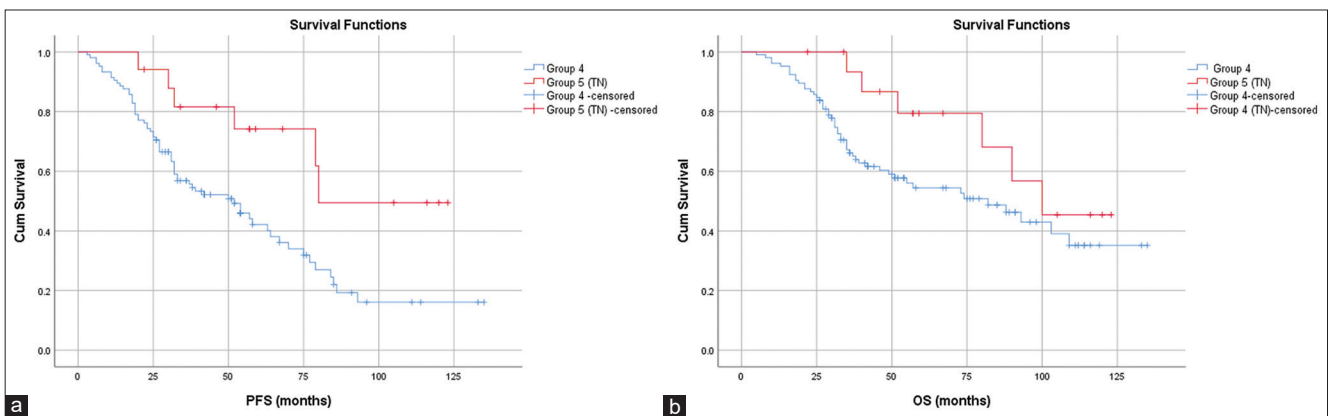 Survival Functions
1.0
0.8
0.6
0.4
0.2
0.0
Cum Survival
0 25 50 75 100 125
PFS (months)
Group 4
Group 5 (TN)
Group 4 -censored
Group 5 (TN) -censored
a
Survival Functions
1.0
0.8
0.6
0.4
0.2
0.0
Cum Survival
0 25 50 75 100 125
OS (months)
Group 4
Group 5 (TN)
Group 4-censored
Group 4 (TN)-censored
b